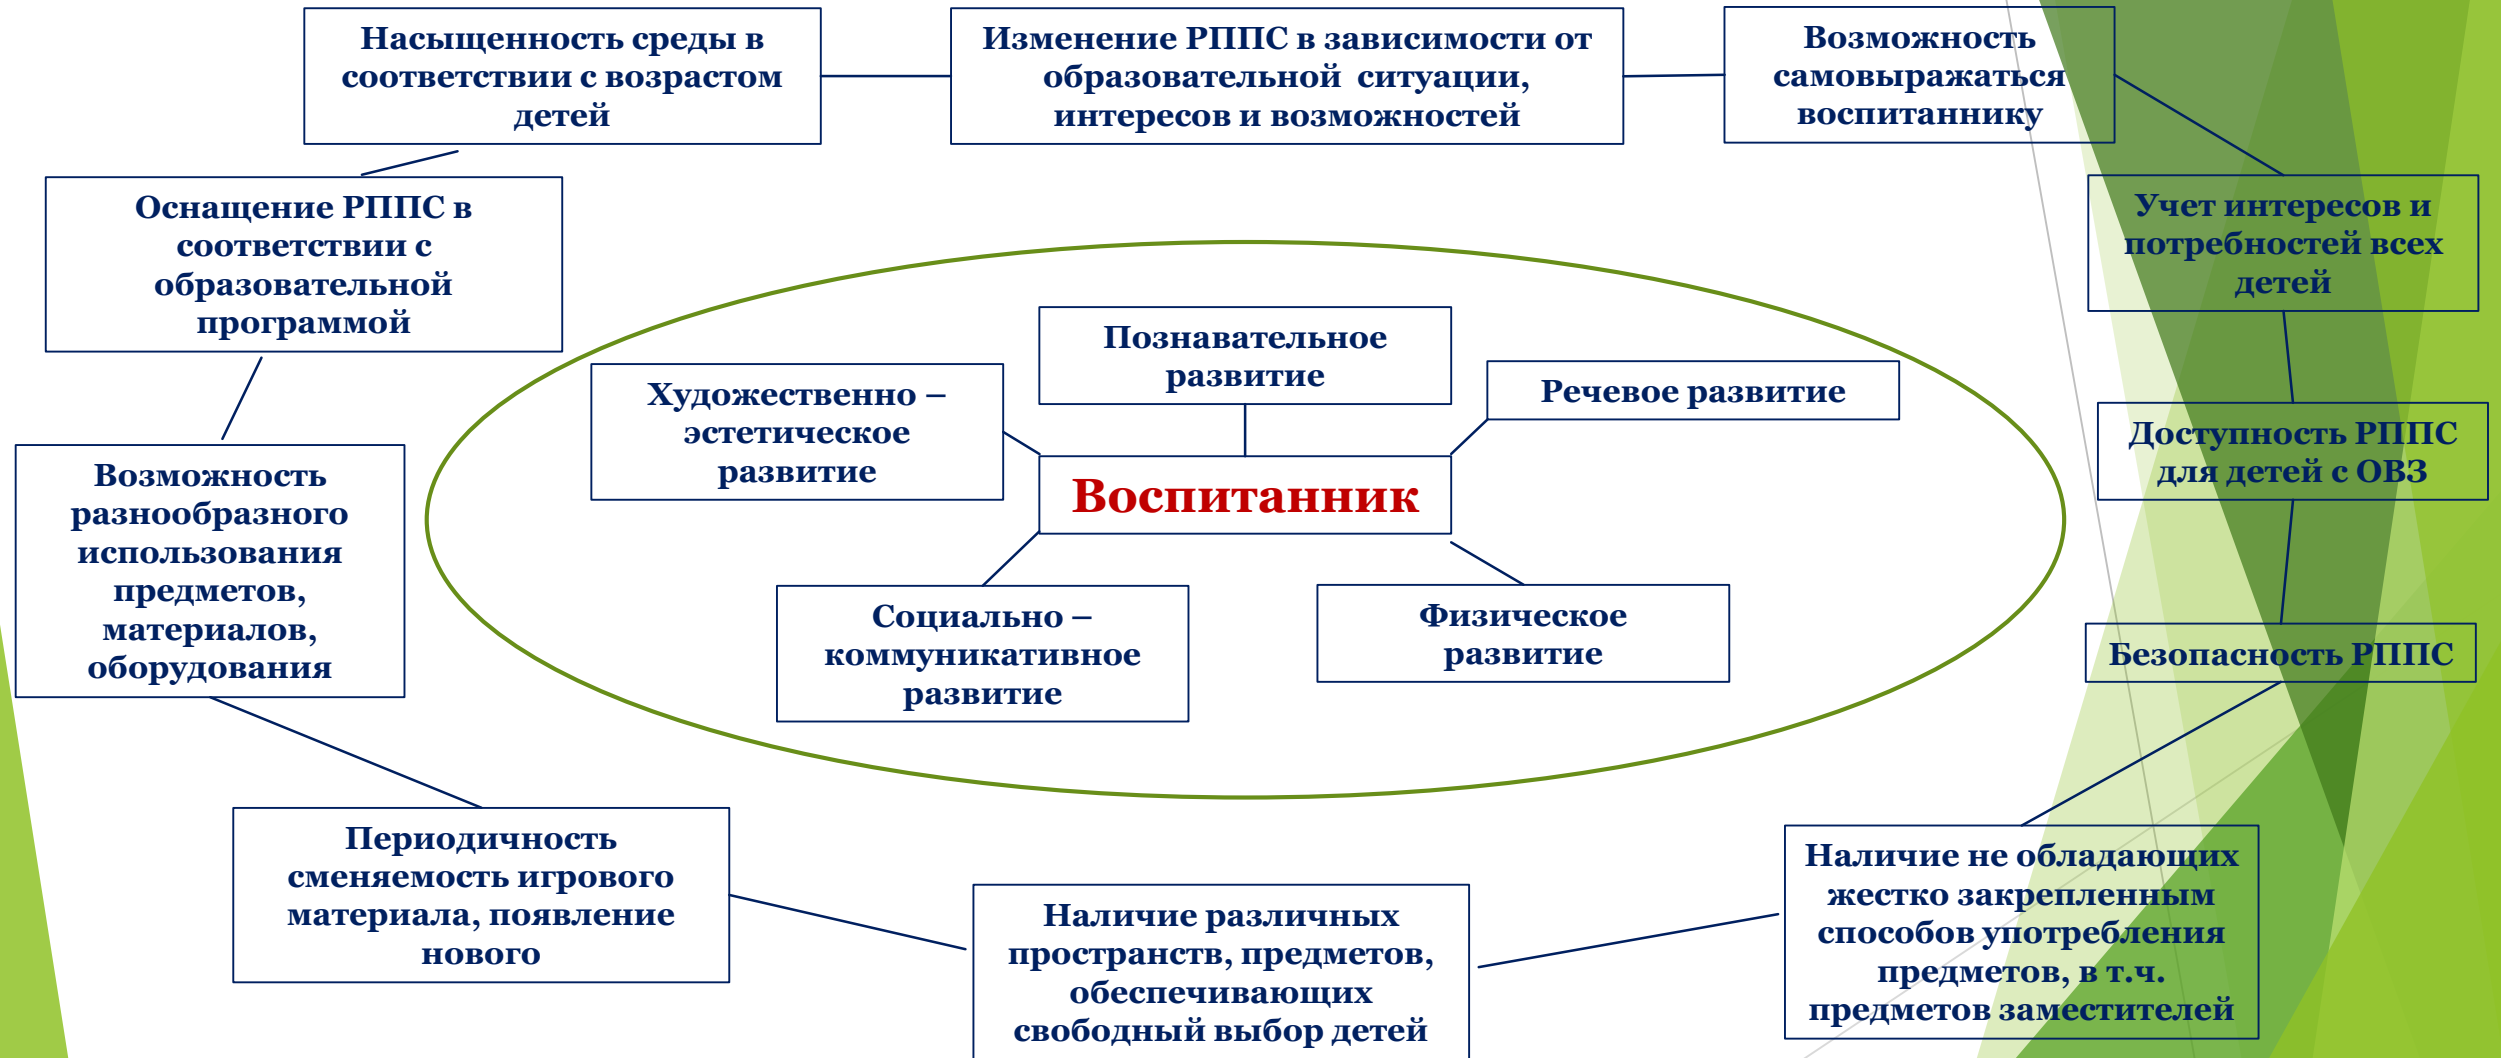 Насыщенность среды в
соответствии с возрастом
детей
Изменение РППС в зависимости от
образовательной ситуации,
интересов и возможностей
Возможность
самовыражаться
воспитаннику
Оснащение РППС в
соответствии с
образовательной
программой
Учет интересов и
потребностей всех
детей
Познавательное
развитие
Художественно –
эстетическое
развитие
Речевое развитие
Доступность РППС
для детей с ОВЗ
Возможность
разнообразного
использования
предметов,
материалов,
оборудования
Воспитанник
Социально –
коммуникативное
развитие
Физическое
развитие
Безопасность РППС
Периодичность
сменяемость игрового
материала, появление
нового
Наличие различных
пространств, предметов,
обеспечивающих
свободный выбор детей
Наличие не обладающих
жестко закрепленным
способов употребления
предметов, в т.ч.
предметов заместителей